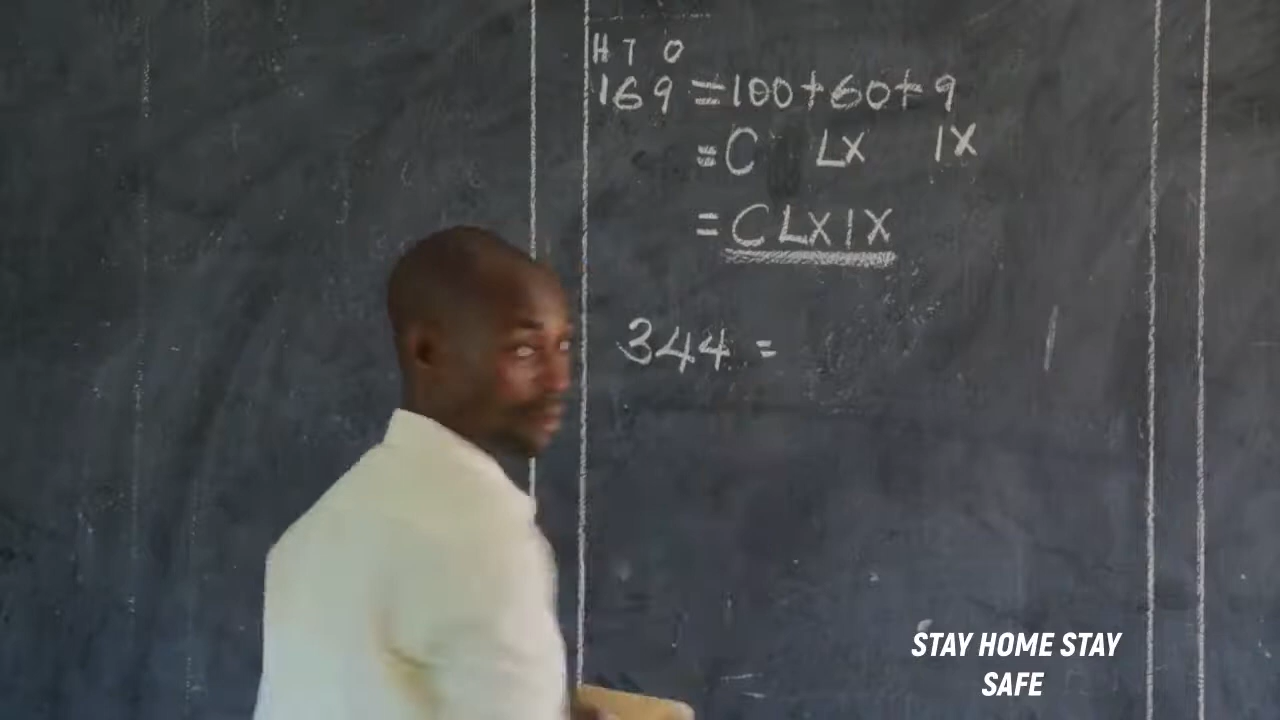 H T O
169 =100+60+9
=C LX IX
=CLXIX
344 =
STAY HOME STAY
SAFE